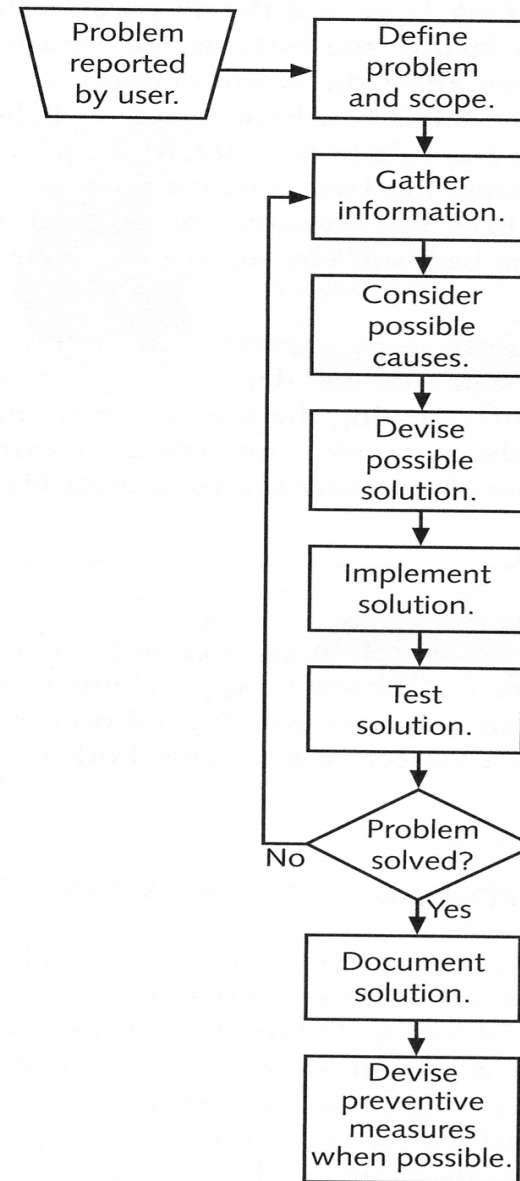 Problem
reported
by user.
Define
problem
and scope.
Gather
information.
Consider
possible
causes.
Devise
possible
solution.
Implement
solution.
Test
solution.
Problem
solved?
No
Yes
Document
solution.
Devise
preventive
measures
when possible.